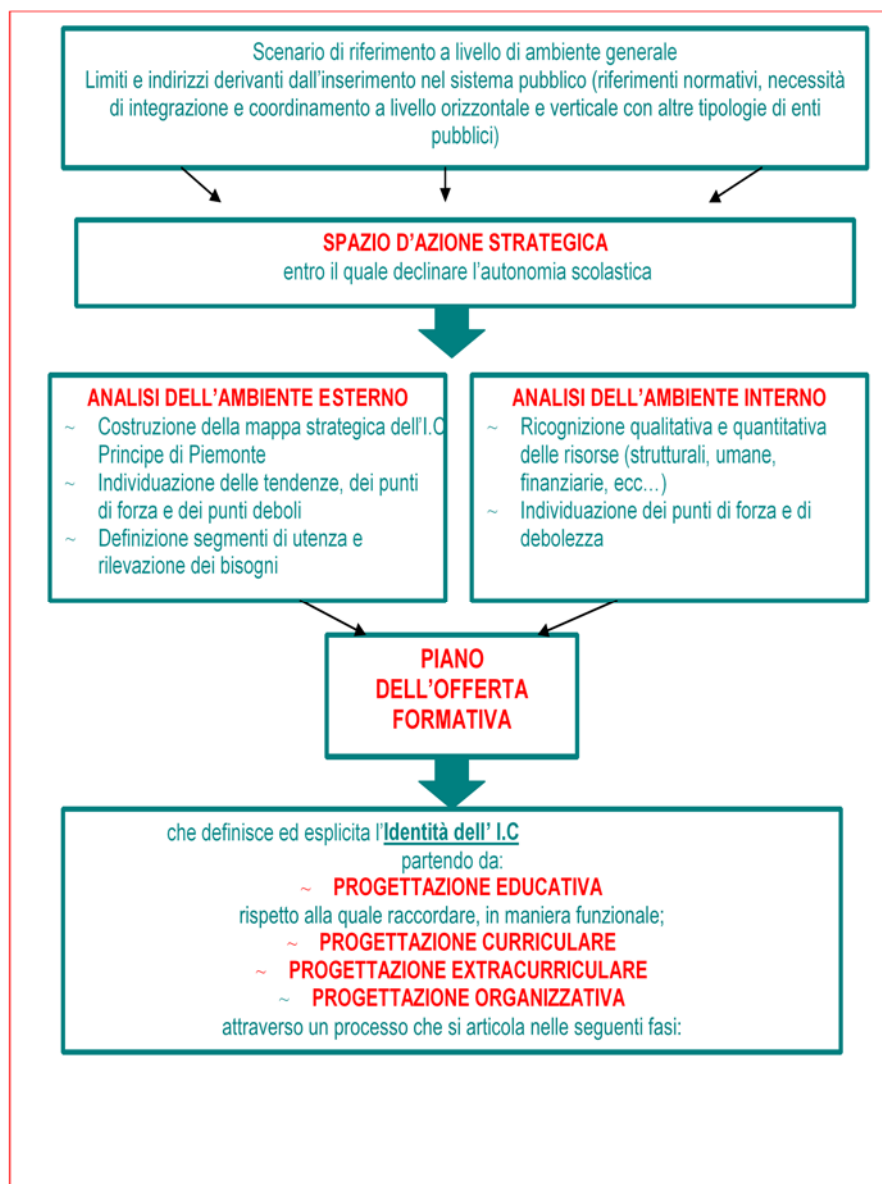 Scenario di riferimento a livello di ambiente generale
Limiti e indirizzi derivanti dall'inserimento nel sistema pubblico (riferimenti normativi, necessità
di integrazione e coordinamento a livello orizzontale e verticale con altre tipologie di enti
pubblici)
SPAZIO D'AZIONE STRATEGICA
entro il quale declinare l'autonomia scolastica
ANALISI DELL'AMBIENTE ESTERNO
~ Costruzione della mappa strategica dell'I.C
Principe di Piemonte
~ Individuazione delle tendenze, dei punti
di forza e dei punti deboli
~ Definizione segmenti di utenza e
rilevazione dei bisogni
ANALISI DELL'AMBIENTE INTERNO
~ Ricognizione qualitativa e quantitativa
delle risorse (strutturali, umane,
finanziarie, ecc…)
~ Individuazione dei punti di forza e di
debolezza
PIANO
DELL'OFFERTA
FORMATIVA
che definisce ed esplicita l'Identità dell' I.C
partendo da:
~ PROGETTAZIONE EDUCATIVA
rispetto alla quale raccordare, in maniera funzionale;
~ PROGETTAZIONE CURRICULARE
~ PROGETTAZIONE EXTRACURRICULARE
~ PROGETTAZIONE ORGANIZZATIVA
attraverso un processo che si articola nelle seguenti fasi: